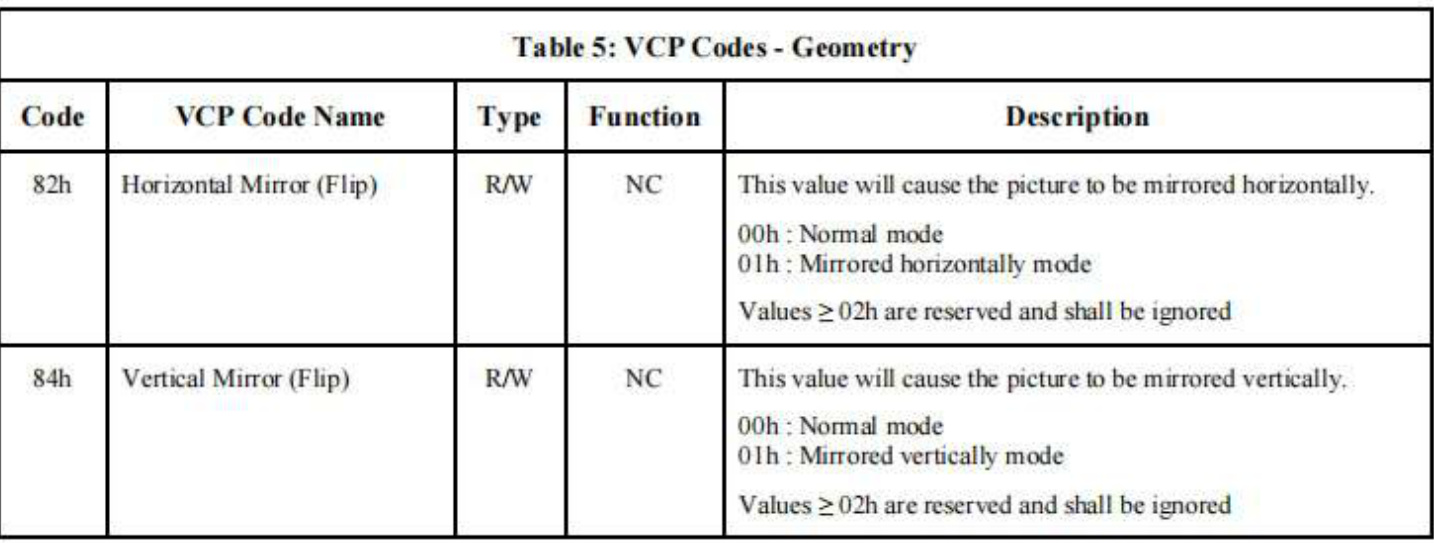 Table 5: VCP Codes - Geometry
Code VCP Code Name Type Function Description
82h Horizontal Mirror (Flip) R/W NC This value will cause the picture to be mirrored horizontally.
00h : Normal mode
01h : Mirrored horizontally mode
Values ≥ 02h are reserved and shall be ignored
84h Vertical Mirror (Flip) R/W NC This value will cause the picture to be mirrored vertically.
00h : Normal mode
01h : Mirrored vertically mode
Values ≥ 02h are reserved and shall be ignored